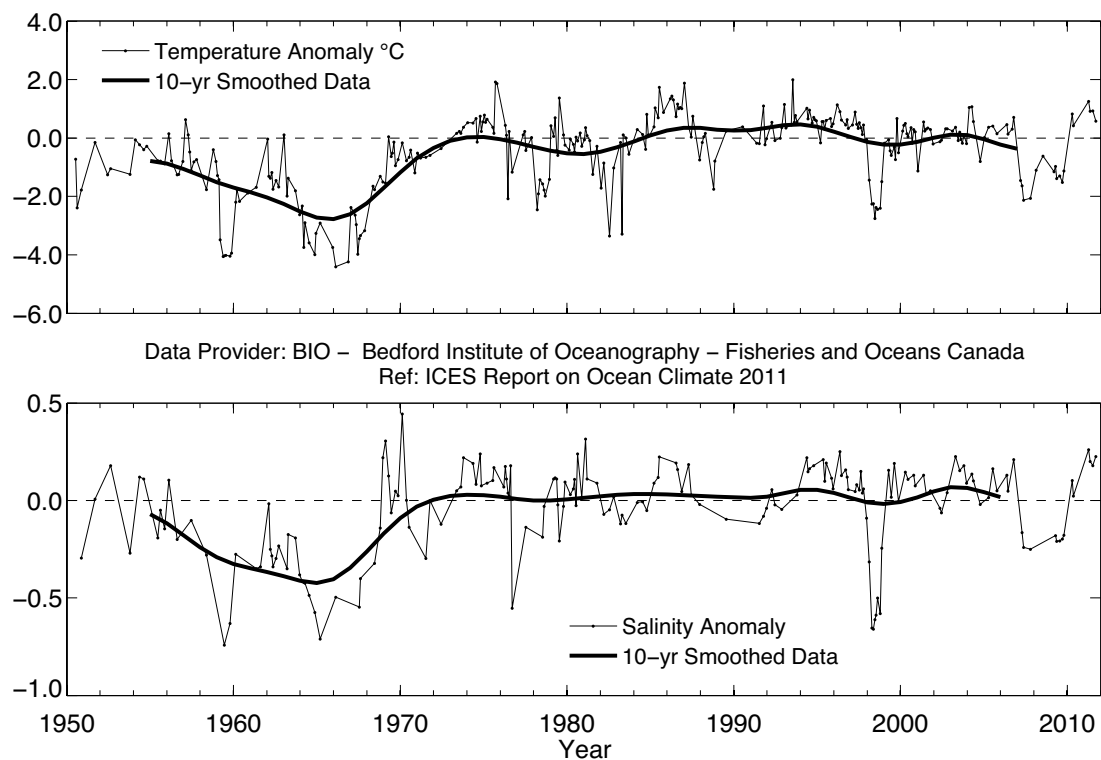 4.0
Temperature Anomaly °C
2.0
10−yr Smoothed Data
0.0
−2.0
−4.0
−6.0
Data Provider: BIO − Bedford Institute of Oceanography − Fisheries and Oceans Canada
Ref: ICES Report on Ocean Climate 2011
0.5
0.0
−0.5
Salinity Anomaly
10−yr Smoothed Data
−1.0
1950 1960 1970 1980 1990 2000 2010
Year